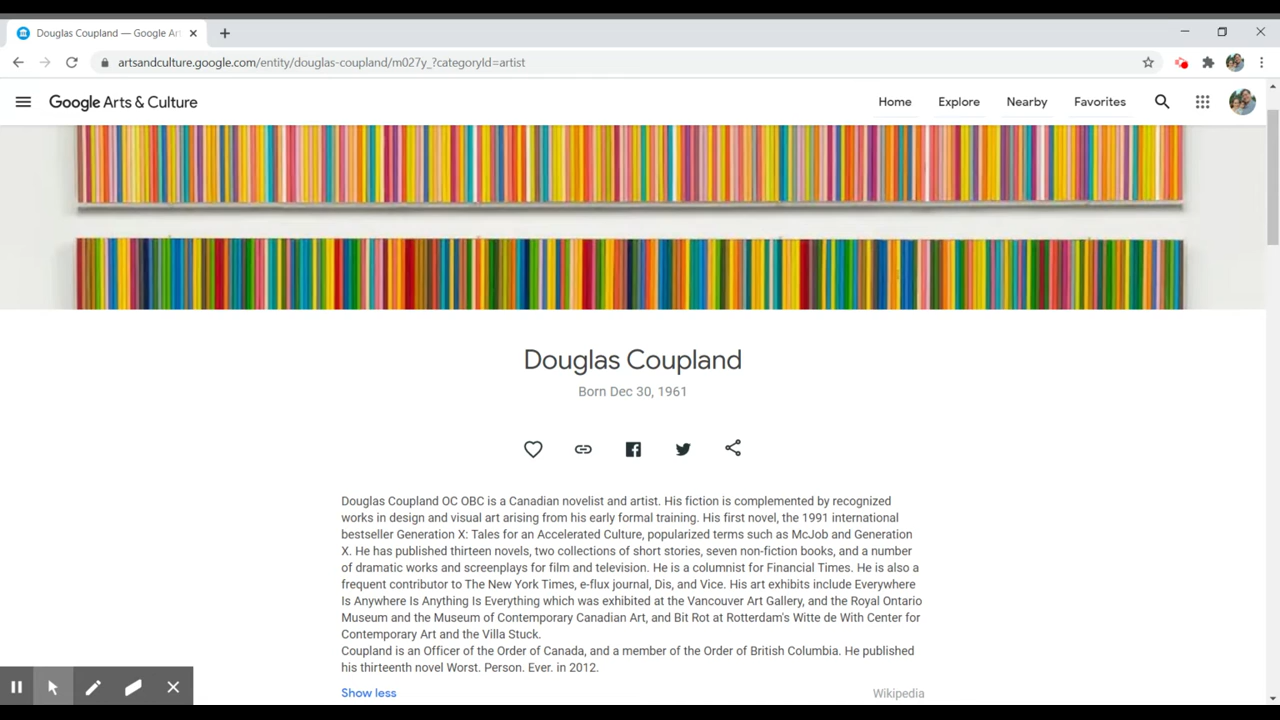 Douglas Coupland — Google Art
artsandculture.google.com/entity/douglas-coupland/m027y_?categoryId=artist
Google Arts & Culture
Home
Explore
Nearby
Favorites
Douglas Coupland
Born Dec 30, 1961
Douglas Coupland OC OBC is a Canadian novelist and artist. His fiction is complemented by recognized
works in design and visual art arising from his early formal training. His first novel, the 1991 international
bestseller Generation X: Tales for an Accelerated Culture, popularized terms such as McJob and Generation
X. He has published thirteen novels, two collections of short stories, seven non-fiction books, and a number
of dramatic works and screenplays for film and television. He is a columnist for Financial Times. He is also a
frequent contributor to The New York Times, e-flux journal, Dis, and Vice. His art exhibits include Everywhere
Is Anywhere Is Anything Is Everything which was exhibited at the Vancouver Art Gallery, and the Royal Ontario
Museum and the Museum of Contemporary Canadian Art, and Bit Rot at Rotterdam's Witte de With Center for
Contemporary Art and the Villa Stuck.
Coupland is an Officer of the Order of Canada, and a member of the Order of British Columbia. He published
his thirteenth novel Worst. Person. Ever. in 2012.
Show less
Wikipedia